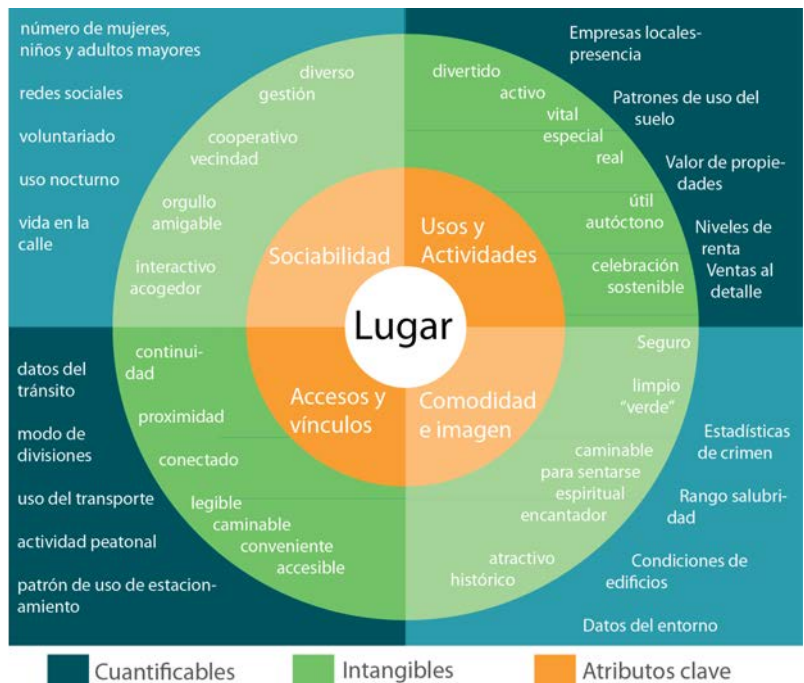 número de mujeres,
niños y adultos mayores
redes sociales
voluntariado
uso nocturno
vida en la
calle
diverso
gestión
cooperativo
vecindad
orgullo
amigable
interactivo
acogedor
Sociabilidad
Empresas locales-
presencia
Patrones de uso del
suelo
Valor de propie-
dades
Niveles de
renta
Ventas al
detalle
divertido
activo
vital
especial
real
útil
autóctono
celebración
sostenible
Usos y
Actividades
Lugar
datos del
tránsito
modo de
divisiones
uso del transporte
actividad peatonal
patrón de uso de estacion-
amiento
continui-
dad
proximidad
conectado
legible
caminable
conveniente
accesible
Accesos y
vínculos
Comodidad
e imagen
Seguro
limpio
"verde"
caminable
para sentarse
espiritual
encantador
atractivo
histórico
Estadísticas
de crimen
Rango salubri-
dad
Condiciones de
edificios
Datos del entorno
Cuantificables
Intangibles
Atributos clave